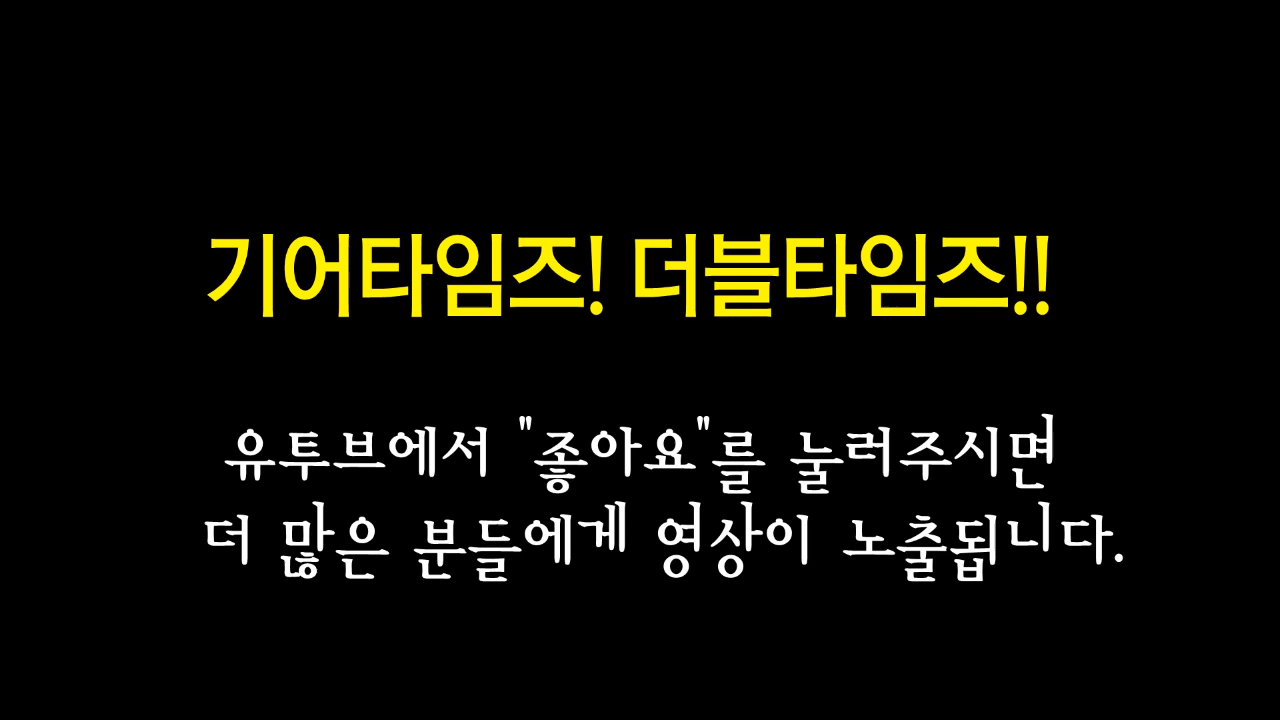 기어타임즈! 더블타임즈!!
유투브에서 "좋아요"를 눌러주시면
더 많은 분들에게 영상이 노출됩니다.